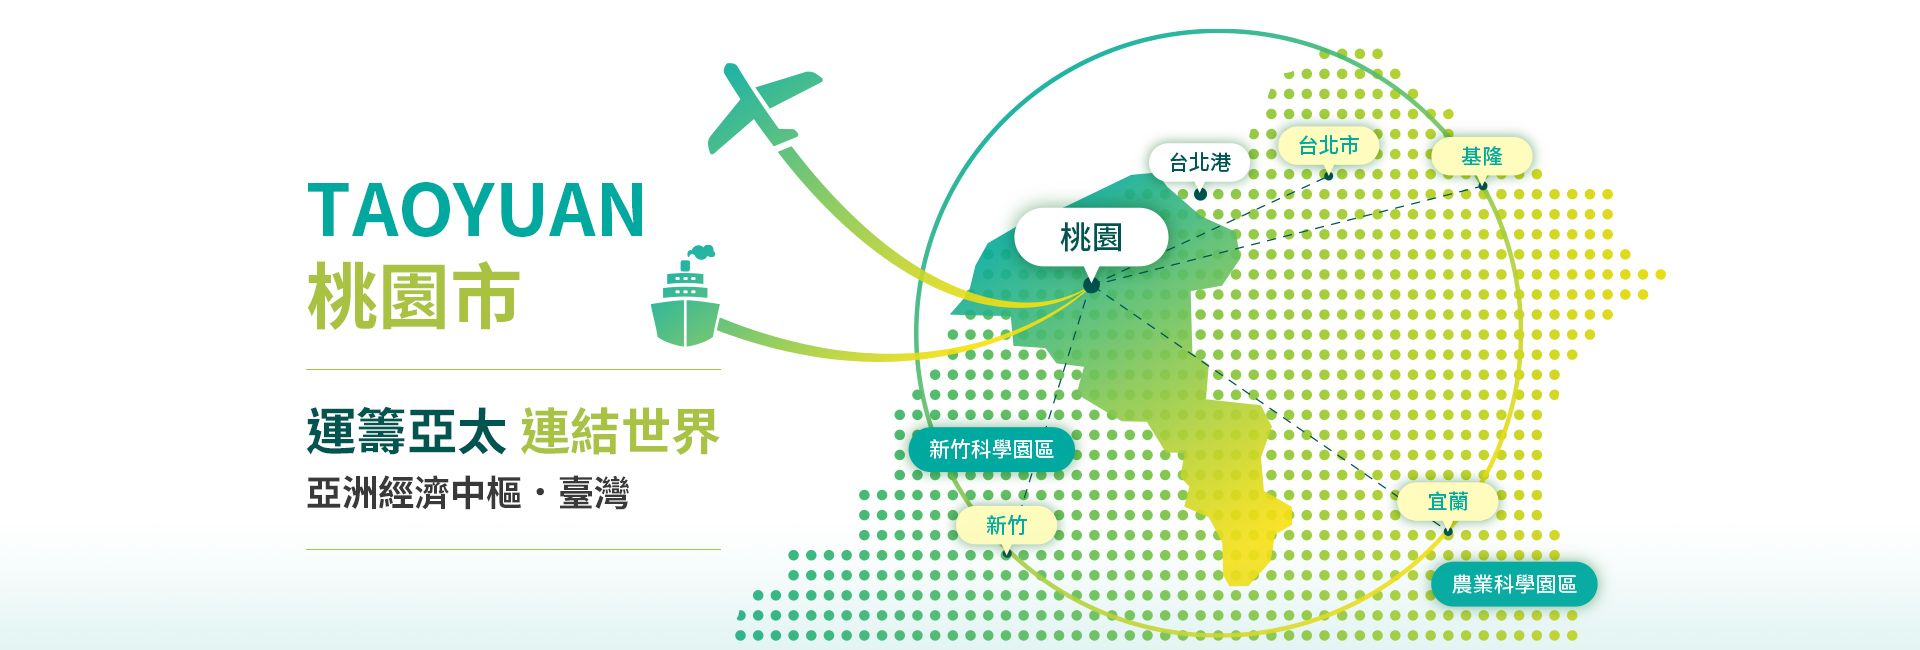 TAOYUAN
桃園市
運籌亞太 連結世界
亞洲經濟中樞・臺灣
台北港
台北市
基隆
桃園
新竹科學園區
新竹
宜蘭
農業科學園區